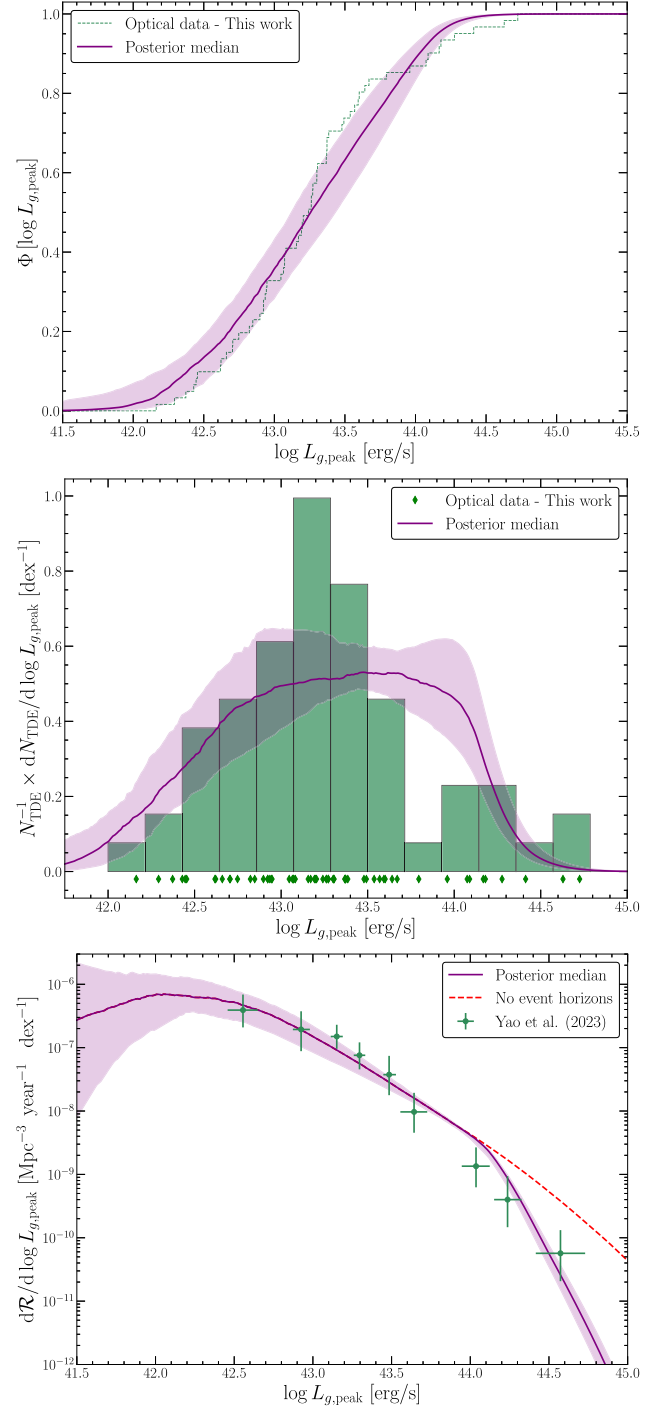 1.0
0.8
0.6
0.4
0.2
0.0
Φ [log L_{g,peak}]
Optical data - This work
Posterior median
41.5 42.0 42.5 43.0 43.5 44.0 44.5 45.0 45.5
log L_{g,peak} [erg/s]
1.0
0.8
0.6
0.4
0.2
0.0
N_{TDE}^{-1} × dN_{TDE}/d log L_{g,peak} [dex^{-1}]
Optical data - This work
Posterior median
42.0 42.5 43.0 43.5 44.0 44.5 45.0
log L_{g,peak} [erg/s]
10^{-6}
10^{-7}
10^{-8}
10^{-9}
10^{-10}
10^{-11}
10^{-12}
dℛ/d log L_{g,peak} [Mpc^{-3} year^{-1} dex^{-1}]
Posterior median
No event horizons
Yao et al. (2023)
41.5 42.0 42.5 43.0 43.5 44.0 44.5 45.0
log L_{g,peak} [erg/s]